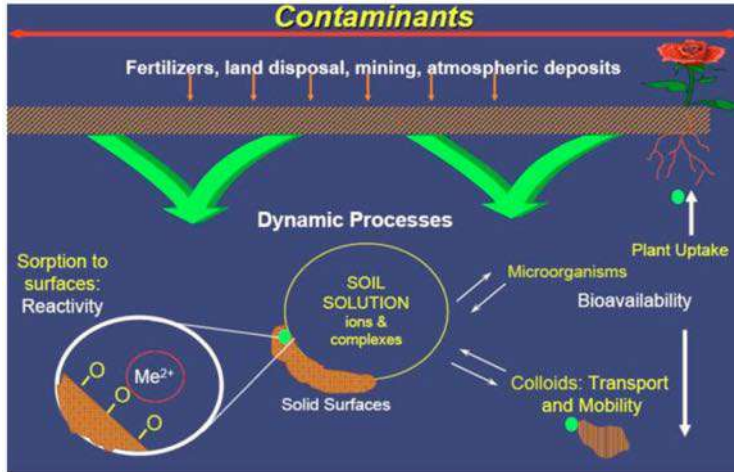 Contaminants
Fertilizers, land disposal, mining, atmospheric deposits
Dynamic Processes
Plant Uptake
Sorption to
surfaces:
Reactivity
SOIL
SOLUTION
ions &
complexes
Microorganisms
Bioavailability
O
Me²⁺
O
O
Solid Surfaces
Colloids: Transport
and Mobility